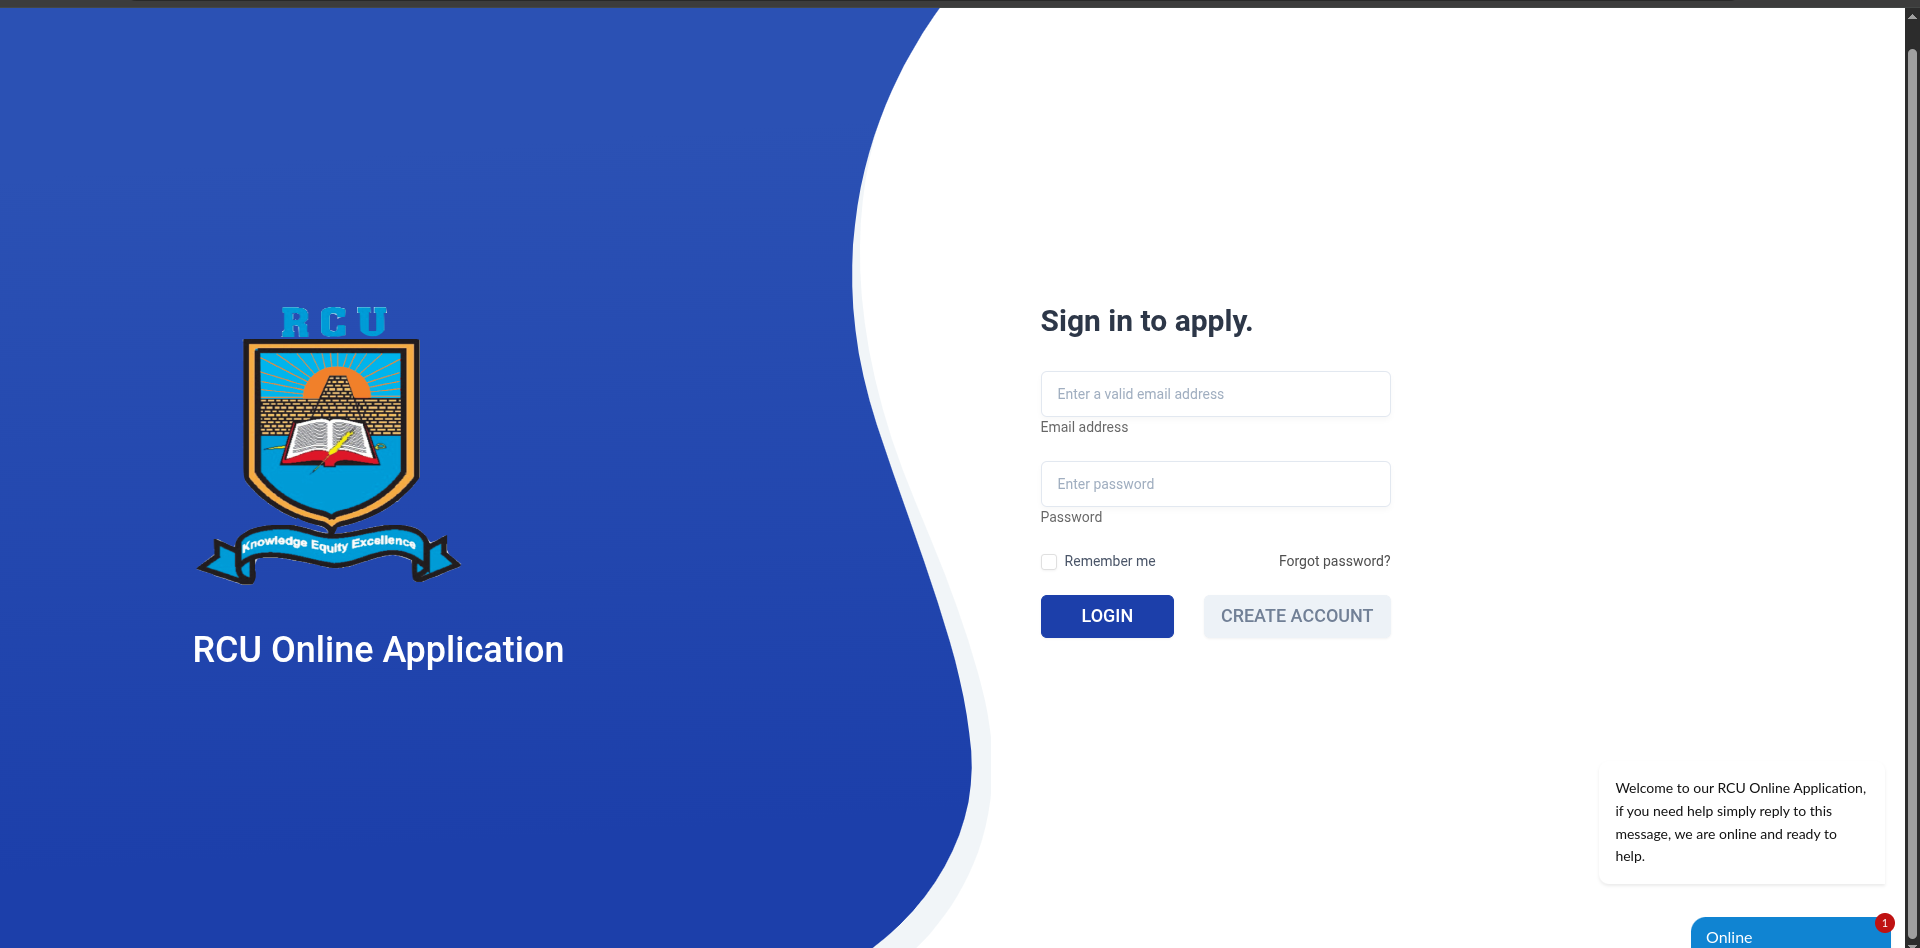 RCU
Knowledge Equity Excellence
RCU Online Application
Sign in to apply.
Enter a valid email address
Email address
Enter password
Password
Remember me
Forgot password?
LOGIN
CREATE ACCOUNT
Welcome to our RCU Online Application,
if you need help simply reply to this
message, we are online and ready to
help.
1
Online